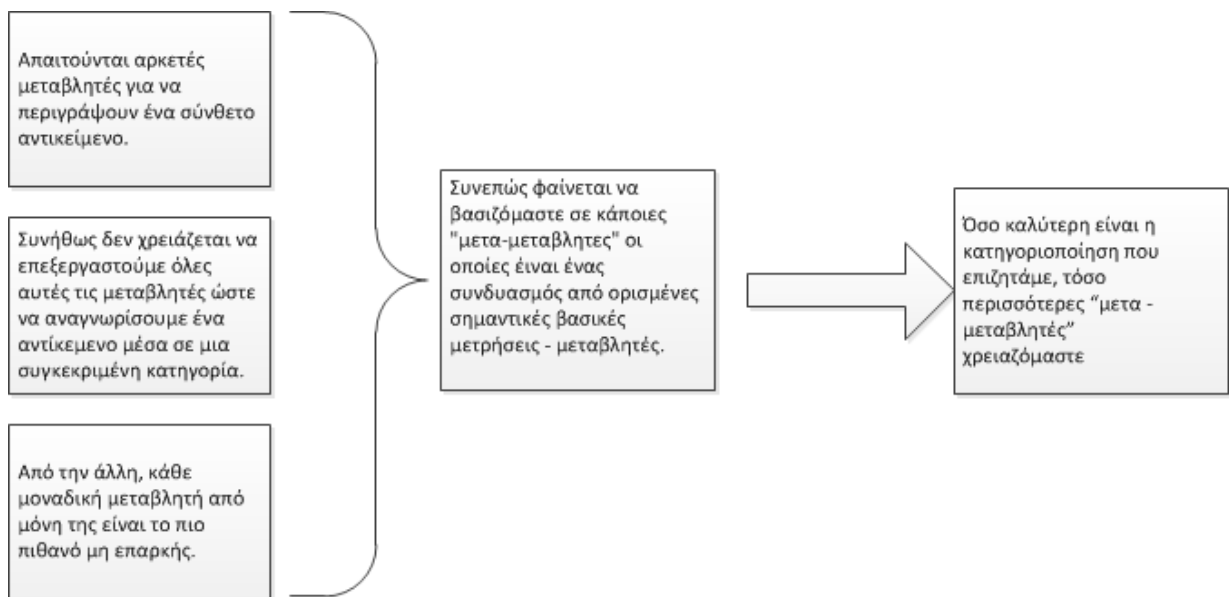 Απαιτούνται αρκετές
μεταβλητές για να
περιγράψουν ένα σύνθετο
αντικείμενο.
Συνήθως δεν χρειάζεται να
επεξεργαστούμε όλες
αυτές τις μεταβλητές ώστε
να αναγνωρίσουμε ένα
αντίκεμενο μέσα σε μια
συγκεκριμένη κατηγορία.
Από την άλλη, κάθε
μοναδική μεταβλητή από
μόνη της είναι το πιο
πιθανό μη επαρκής.
Συνεπώς φαίνεται να
βασιζόμαστε σε κάποιες
"μετα-μεταβλητες" οι
οποίες έιναι ένας
συνδυασμός από ορισμένες
σημαντικές βασικές
μετρήσεις - μεταβλητές.
Όσο καλύτερη είναι η
κατηγοριοποίηση που
επιζητάμε, τόσο
περισσότερες “μετα -
μεταβλητές”
χρειαζόμαστε